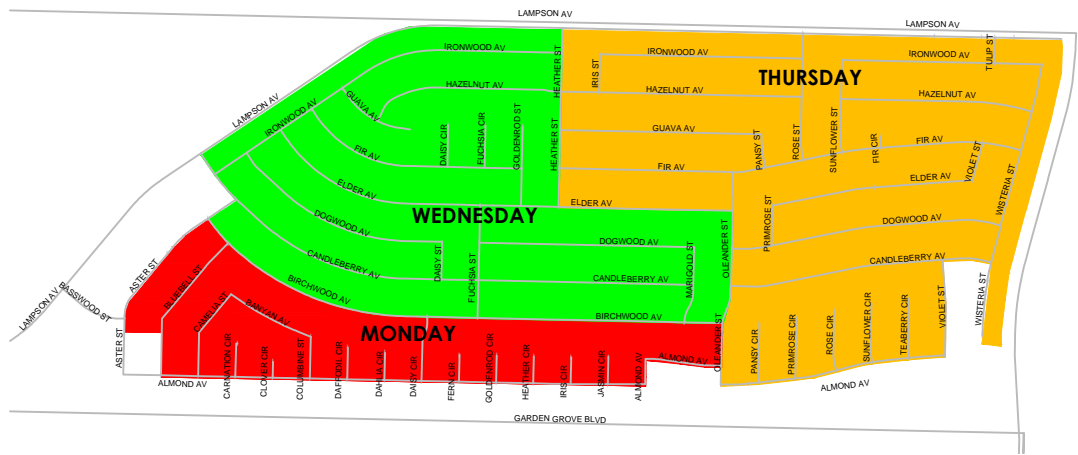 LAMPSON AV
LAMPSON AV
IRONWOOD AV
IRONWOOD AV
IRONWOOD AV
TULIP ST
HEATHER ST
IRIS ST
THURSDAY
HAZELNUT AV
HAZELNUT AV
HAZELNUT AV
LAMPSON AV
IRONWOOD AV
GUAVA AV
DAISY CIR
FUCHSIA CIR
GOLDENROD ST
HEATHER ST
GUAVA AV
PANSY ST
ROSE ST
SUNFLOWER ST
FIR CIR
FIR AV
FIR AV
FIR AV
VIOLET ST
WISTERIA ST
ELDER AV
ELDER AV
ELDER AV
WEDNESDAY
PRIMROSE ST
DOGWOOD AV
DOGWOOD AV
DOGWOOD AV
OLEANDER ST
DAISY ST
FUCHSIA ST
MARIGOLD ST
CANDLEBERRY AV
CANDLEBERRY AV
CANDLEBERRY AV
ASTER ST
BLUEBELL ST
BIRCHWOOD AV
BIRCHWOOD AV
LAMPSON AV
BASSWOOD ST
CAMELIA ST
BANYAN AV
MONDAY
VIOLET ST
WISTERIA ST
ASTER ST
ALMOND AV
CARNATION CIR
CLOVER CIR
COLUMBINE ST
DAFFODIL CIR
DAHLIA CIR
DAISY CIR
FERN CIR
GOLDENROD CIR
HEATHER CIR
IRIS CIR
JASMIN CIR
ALMOND AV
ALMOND AV
OLEANDER ST
PANSY CIR
PRIMROSE CIR
ROSE CIR
SUNFLOWER CIR
TEABERRY CIR
ALMOND AV
GARDEN GROVE BLVD